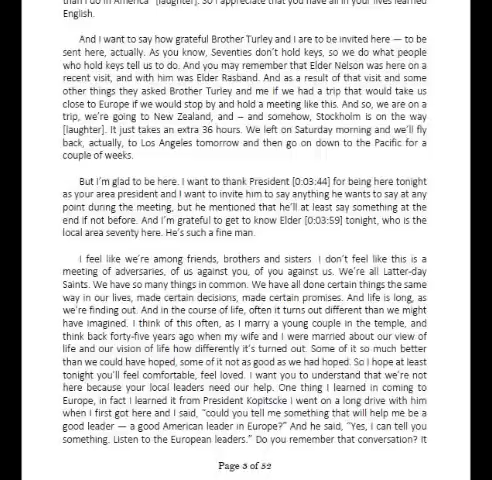 than I do in America" [laughter]. So I appreciate that you have all in your lives learned
English.
And I want to say how grateful Brother Turley and I are to be invited here — to be
sent here, actually. As you know, Seventies don't hold keys, so we do what people
who hold keys tell us to do. And you may remember that Elder Nelson was here on a
recent visit, and with him was Elder Rasband. And as a result of that visit and some
other things they asked Brother Turley and me if we had a trip that would take us
close to Europe if we would stop by and hold a meeting like this. And so, we are on a
trip, we're going to New Zealand, and – and somehow, Stockholm is on the way
[laughter]. It just takes an extra 36 hours. We left on Saturday morning and we'll fly
back, actually, to Los Angeles tomorrow and then go on down to the Pacific for a
couple of weeks.
But I'm glad to be here. I want to thank President [0:03:44] for being here tonight
as your area president and I want to invite him to say anything he wants to say at any
point during the meeting, but he mentioned that he'll at least say something at the
end if not before. And I'm grateful to get to know Elder [0:03:59] tonight, who is the
local area seventy here. He's such a fine man.
I feel like we're among friends, brothers and sisters I don't feel like this is a
meeting of adversaries, of us against you, of you against us. We're all Latter-day
Saints. We have so many things in common. We have all done certain things the same
way in our lives, made certain decisions, made certain promises. And life is long, as
we're finding out. And in the course of life, often it turns out different than we might
have imagined. I think of this often, as I marry a young couple in the temple, and
think back forty-five years ago when my wife and I were married about our view of
life and our vision of life how differently it's turned out. Some of it so much better
than we could have hoped, some of it not as good as we had hoped. So I hope at least
tonight you'll feel comfortable, feel loved. I want you to understand that we're not
here because your local leaders need our help. One thing I learned in coming to
Europe, in fact I learned it from President Kopitscke I went on a long drive with him
when I first got here and I said, "could you tell me something that will help me be a
good leader — a good American leader in Europe?" And he said, "Yes, I can tell you
something. Listen to the European leaders." Do you remember that conversation? It
Page 3 of 52